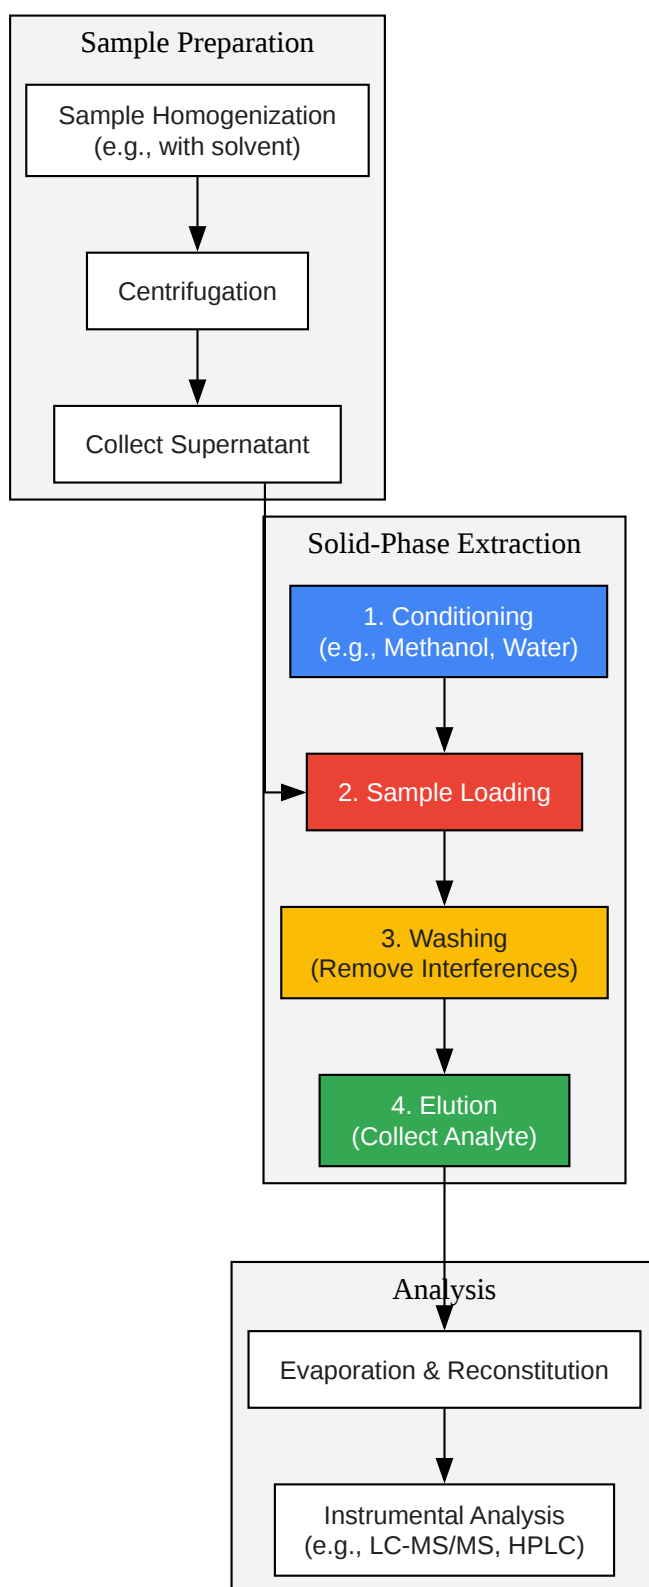 Sample Preparation
Sample Homogenization
(e.g., with solvent)
Centrifugation
Collect Supernatant
Solid-Phase Extraction
1. Conditioning
(e.g., Methanol, Water)
2. Sample Loading
3. Washing
(Remove Interferences)
4. Elution
(Collect Analyte)
Analysis
Evaporation & Reconstitution
Instrumental Analysis
(e.g., LC-MS/MS, HPLC)